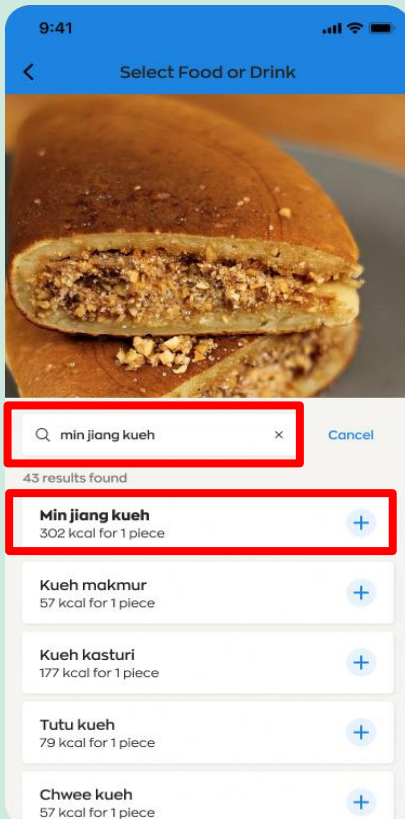 9:41
Select Food or Drink
min jiang kueh × Cancel
43 results found
Min jiang kueh
302 kcal for 1 piece
Kueh makmur
57 kcal for 1 piece
Kueh kasturi
177 kcal for 1 piece
Tutu kueh
79 kcal for 1 piece
Chwee kueh
57 kcal for 1 piece